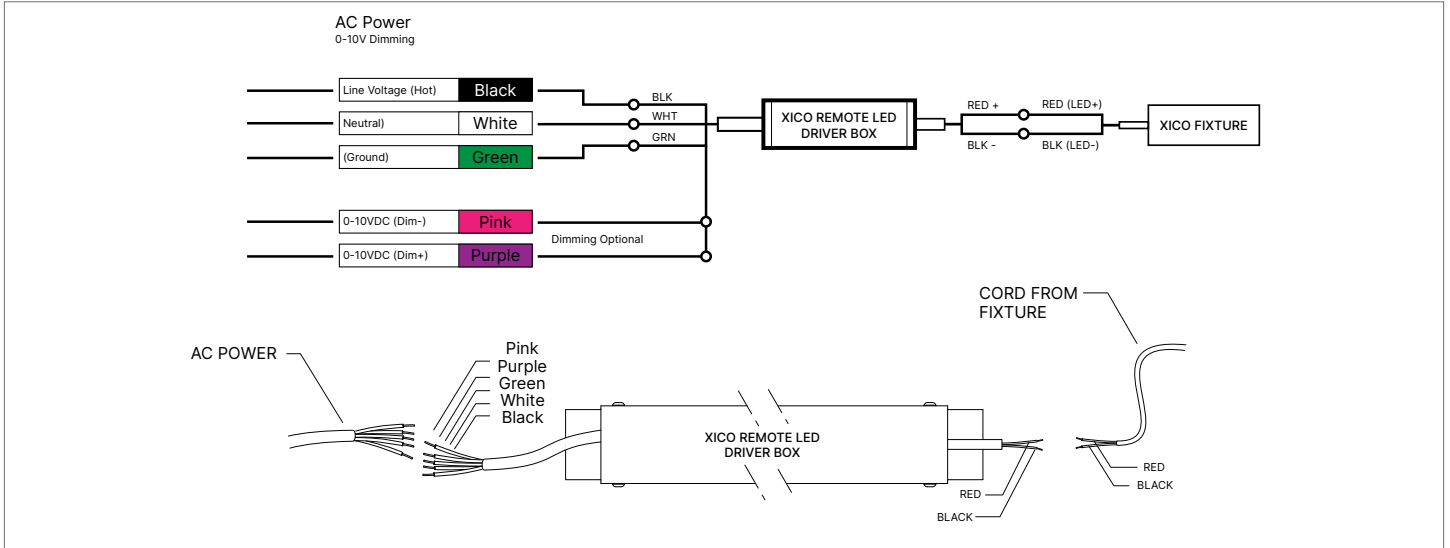 AC Power
0-10V Dimming
Line Voltage (Hot) Black
BLK
Neutral) White
WHT
(Ground) Green
GRN
XICO REMOTE LED
DRIVER BOX
RED +
RED (LED+)
BLK -
BLK (LED-)
XICO FIXTURE
0-10VDC (Dim-) Pink
Dimming Optional
0-10VDC (Dim+) Purple
CORD FROM
FIXTURE
AC POWER
Pink
Purple
Green
White
Black
XICO REMOTE LED
DRIVER BOX
RED
BLACK
RED
BLACK